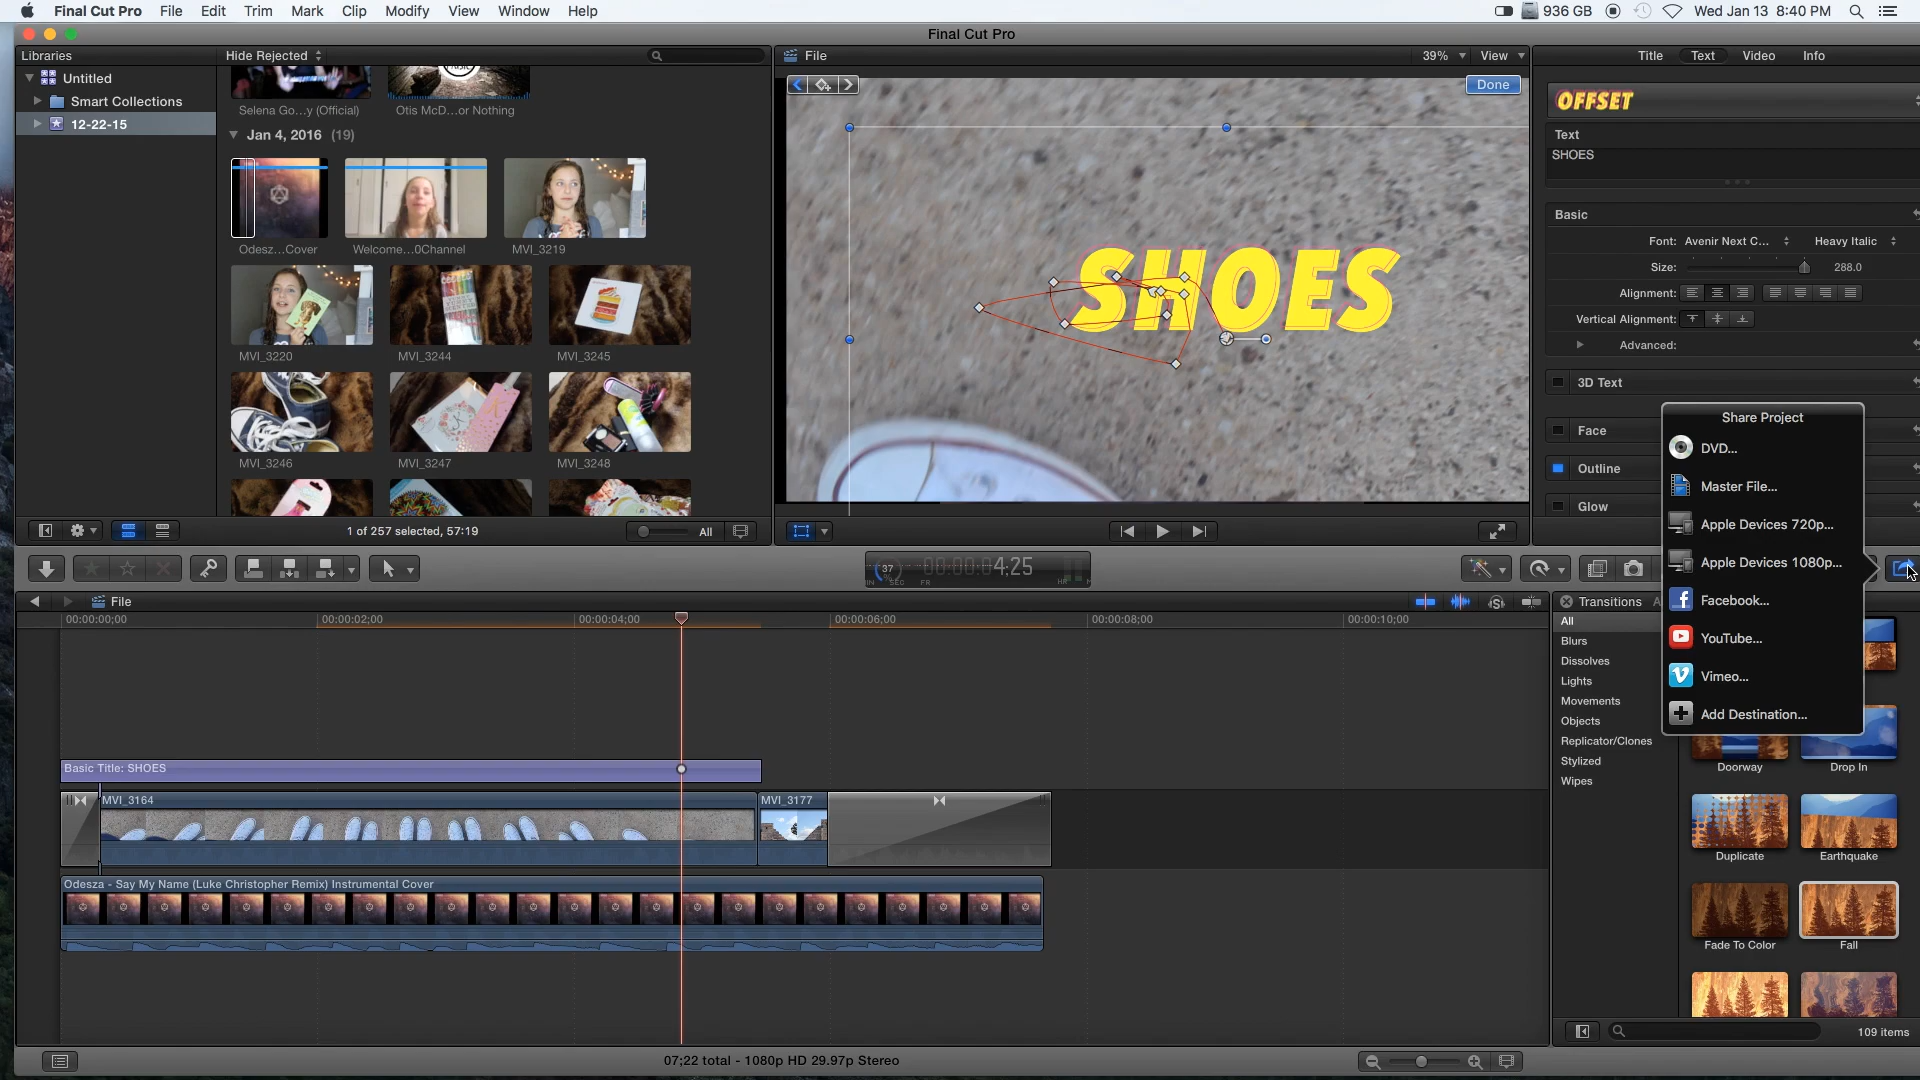 Final Cut Pro File Edit Trim Mark Clip Modify View Window Help 936 GB Wed Jan 13 8:40 PM
Final Cut Pro
Libraries Hide Rejected File 39% View Title Text Video Info
Untitled
Smart Collections
12-22-15
Selena Go...y (Official) Otis McD...or Nothing
Jan 4, 2016 (19)
Odesz...Cover Welcome...0Channel MVI_3219
MVI_3220 MVI_3244 MVI_3245
MVI_3246 MVI_3247 MVI_3248
1 of 257 selected, 57:19 All
Done
SHOES
OFFSET
Text
SHOES
Basic
Font: Avenir Next C... Heavy Italic
Size: 288.0
Alignment:
Vertical Alignment:
Advanced:
3D Text
Face
Outline
Glow
Share Project
DVD...
Master File...
Apple Devices 720p...
Apple Devices 1080p...
Facebook...
YouTube...
Vimeo...
Add Destination...
37 4;25
SEC FR HR
File
00:00:00;00 00:00:02;00 00:00:04;00 00:00:06;00 00:00:08;00 00:00:10;00
Basic Title: SHOES
MVI_3164 MVI_3177
Odesza - Say My Name (Luke Christopher Remix) Instrumental Cover
Transitions
All
Blurs
Dissolves
Lights
Movements
Objects
Replicator/Clones
Stylized
Wipes
Doorway Drop In
Duplicate Earthquake
Fade To Color Fall
109 items
07;22 total - 1080p HD 29.97p Stereo